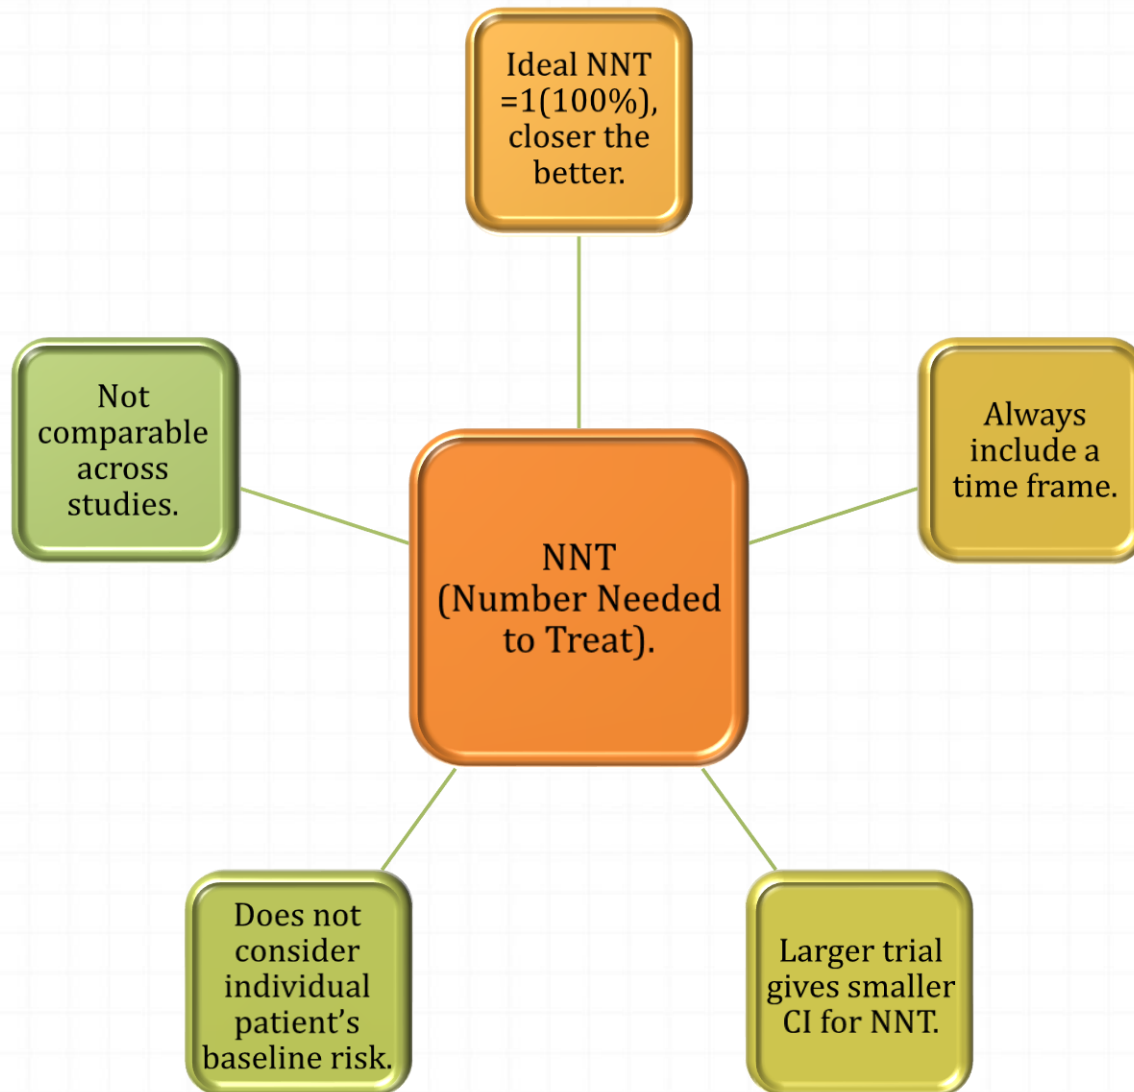 Ideal NNT
=1(100%),
closer the
better.
Not
comparable
across
studies.
Always
include a
time frame.
NNT
(Number Needed
to Treat).
Does not
consider
individual
patient’s
baseline risk.
Larger trial
gives smaller
CI for NNT.